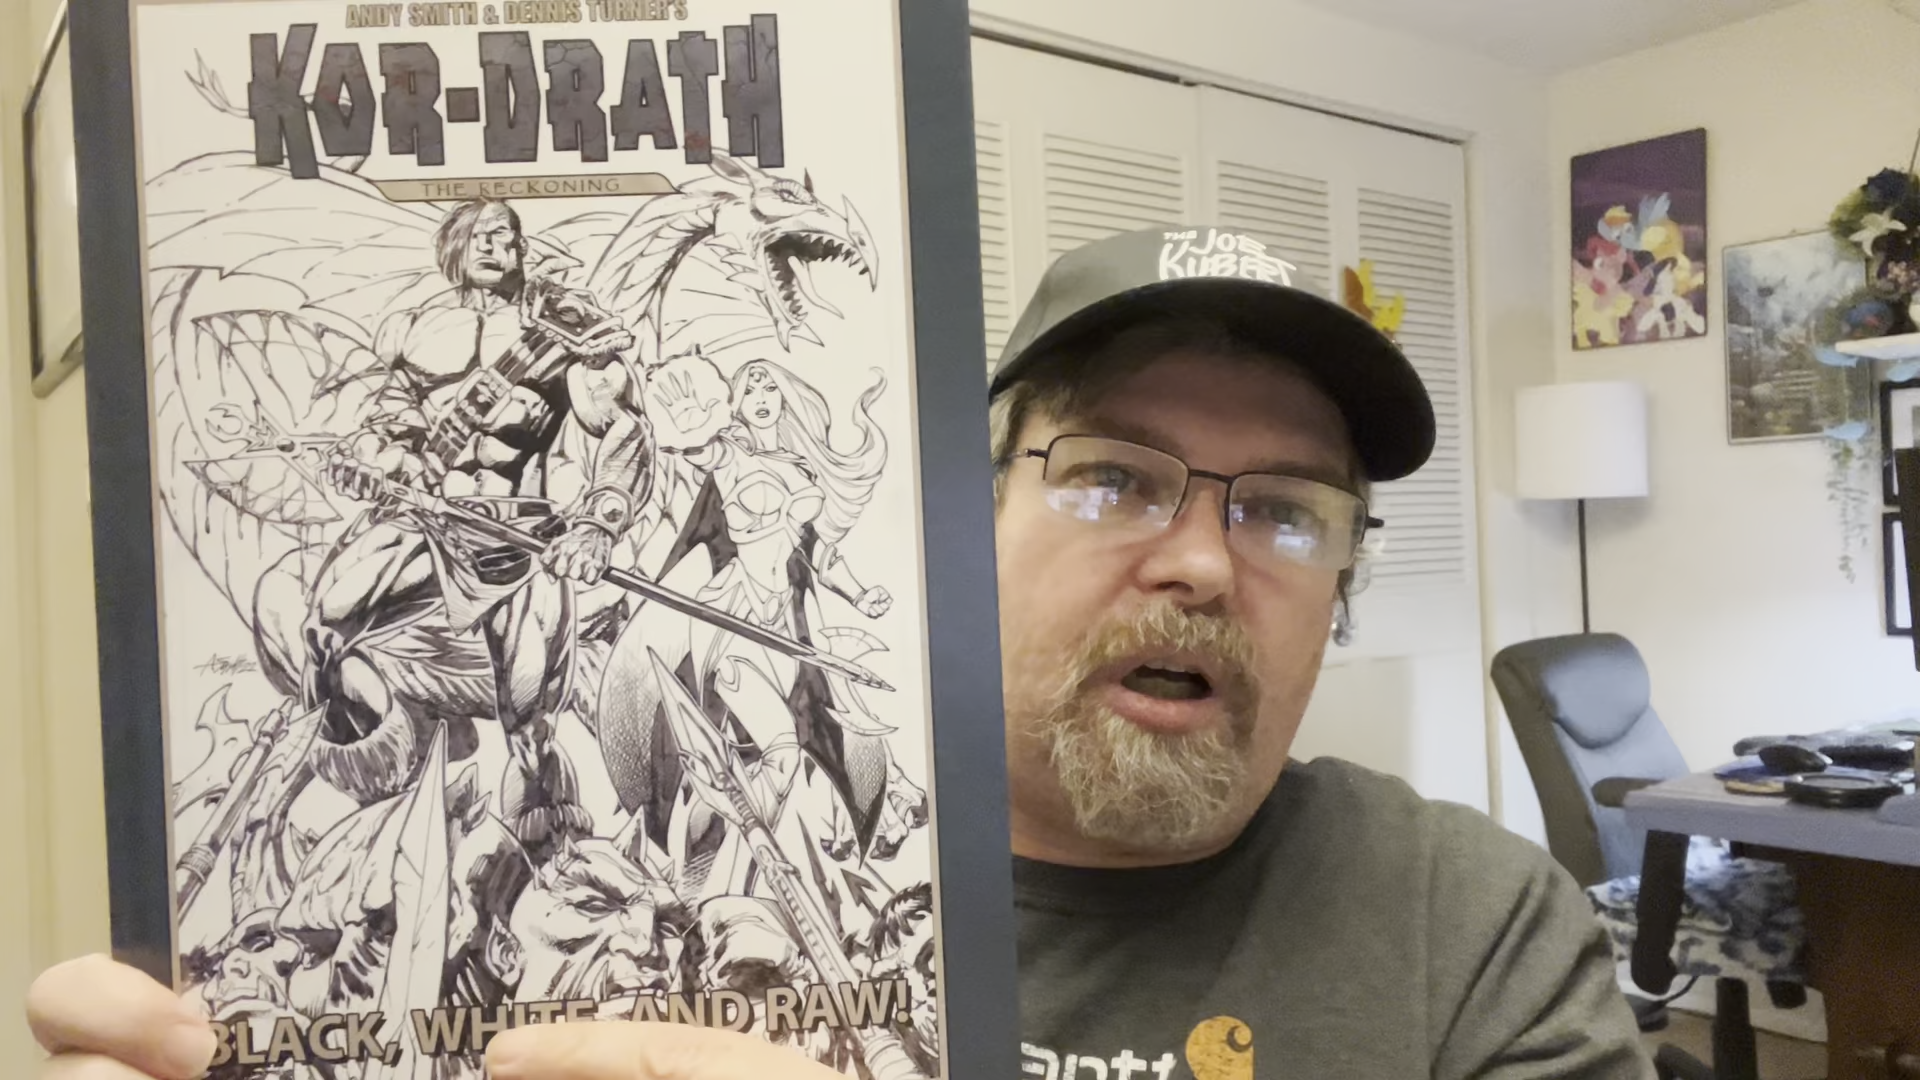 ANDY SMITH & DENNIS TURNER'S
KOR-DRATH
THE RECKONING
BLACK, WHITE, AND RAW!
THE JOE
KUBERT